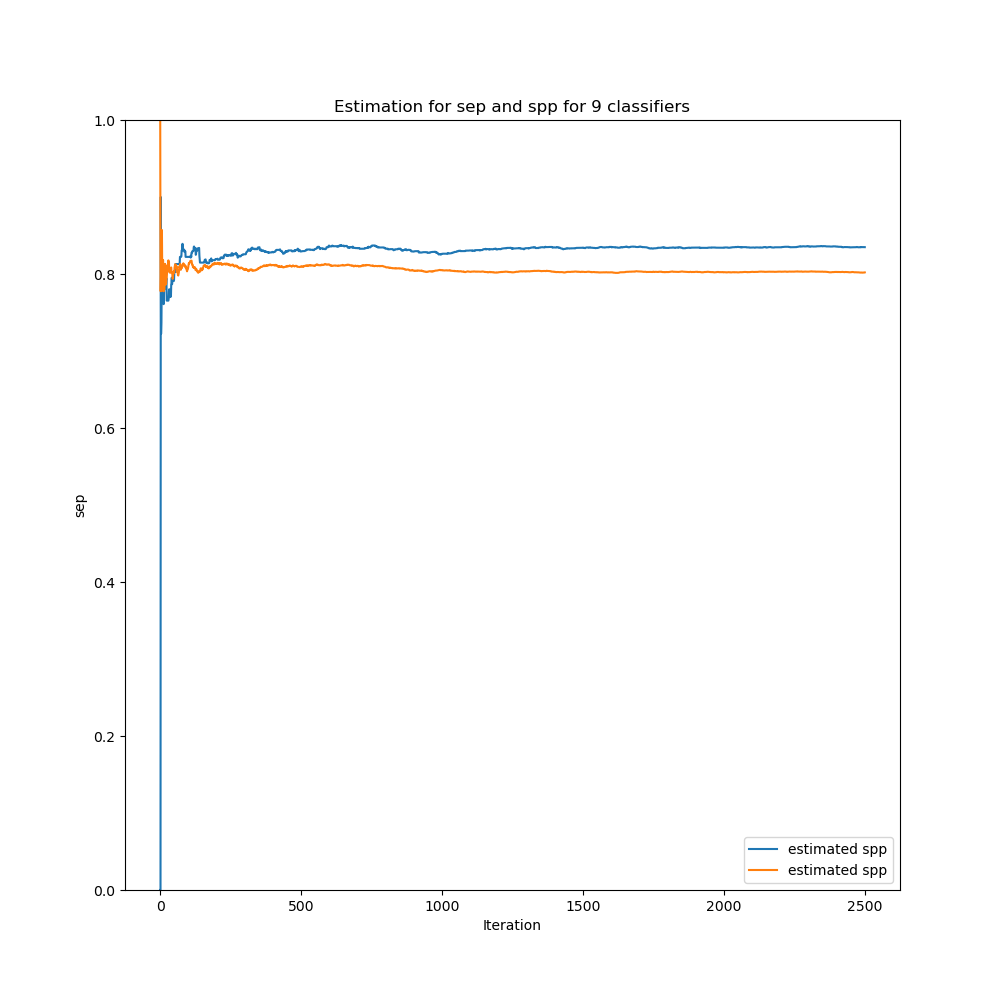 Estimation for sep and spp for 9 classifiers
1.0
0.8
0.6
0.4
0.2
0.0
sep
0 500 1000 1500 2000 2500
Iteration
estimated spp
estimated spp